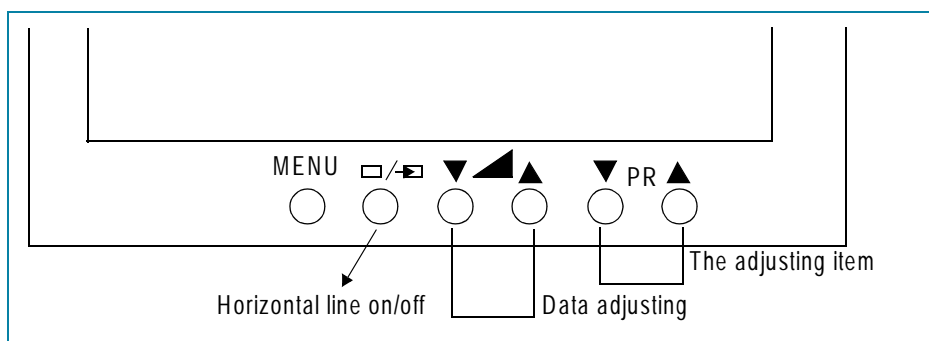 MENU
PR
The adjusting item
Horizontal line on/off
Data adjusting